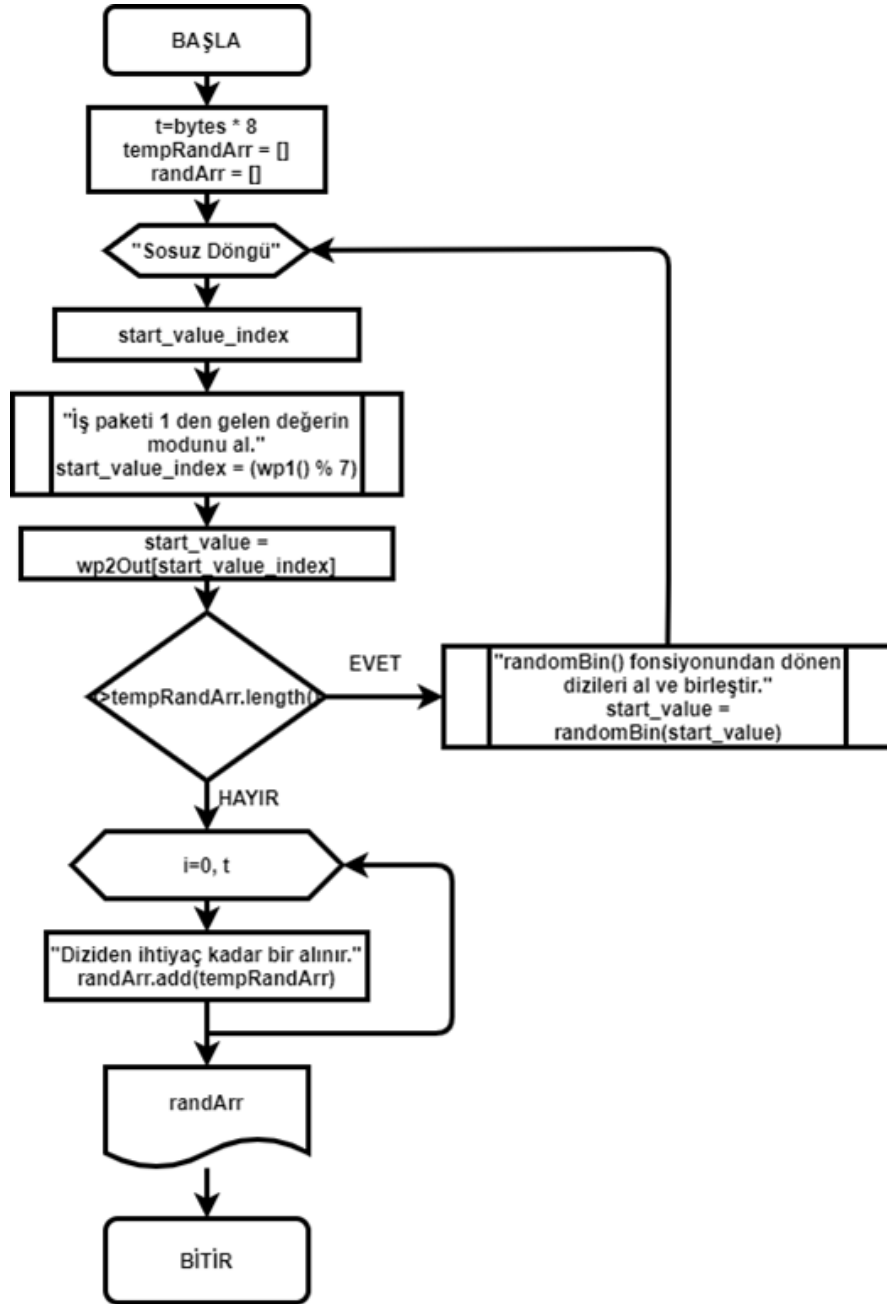 BAŞLA
t=bytes * 8
tempRandArr = []
randArr = []
"Sosuz Döngü"
start_value_index
"İş paketi 1 den gelen değerin
modunu al."
start_value_index = (wp1() % 7)
start_value =
wp2Out[start_value_index]
>tempRandArr.length(
EVET
"randomBin() fonsiyonundan dönen
dizileri al ve birleştir."
start_value =
randomBin(start_value)
HAYIR
i=0, t
"Diziden ihtiyaç kadar bir alınır."
randArr.add(tempRandArr)
randArr
BİTİR